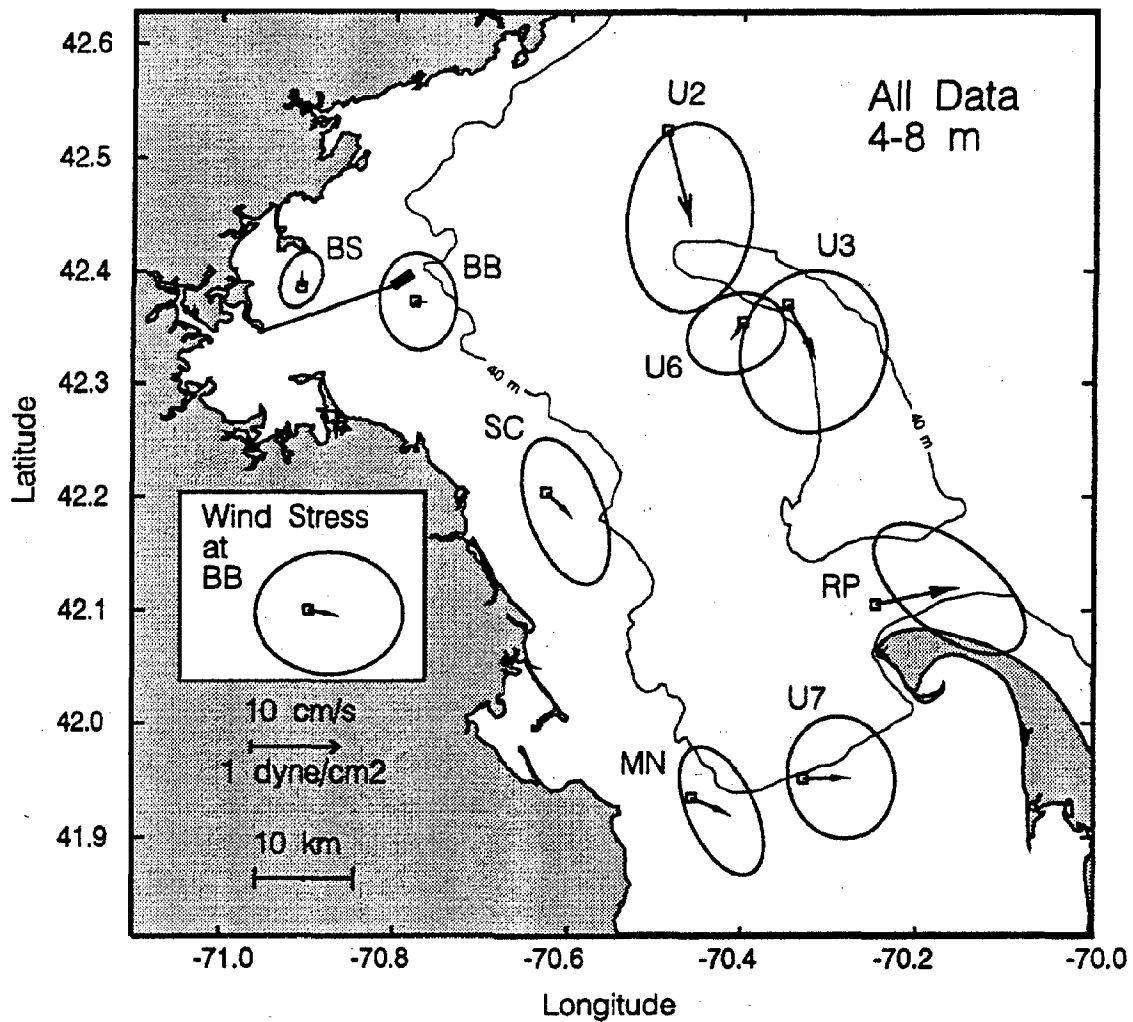 42.6
42.5
42.4
42.3
42.2
42.1
42.0
41.9
Latitude
U2
All Data
4-8 m
U3
BS
BB
U6
40 m
40 m
SC
Wind Stress
at
BB
RP
10 cm/s
1 dyne/cm2
U7
MN
10 km
-71.0
-70.8
-70.6
-70.4
-70.2
-70.0
Longitude